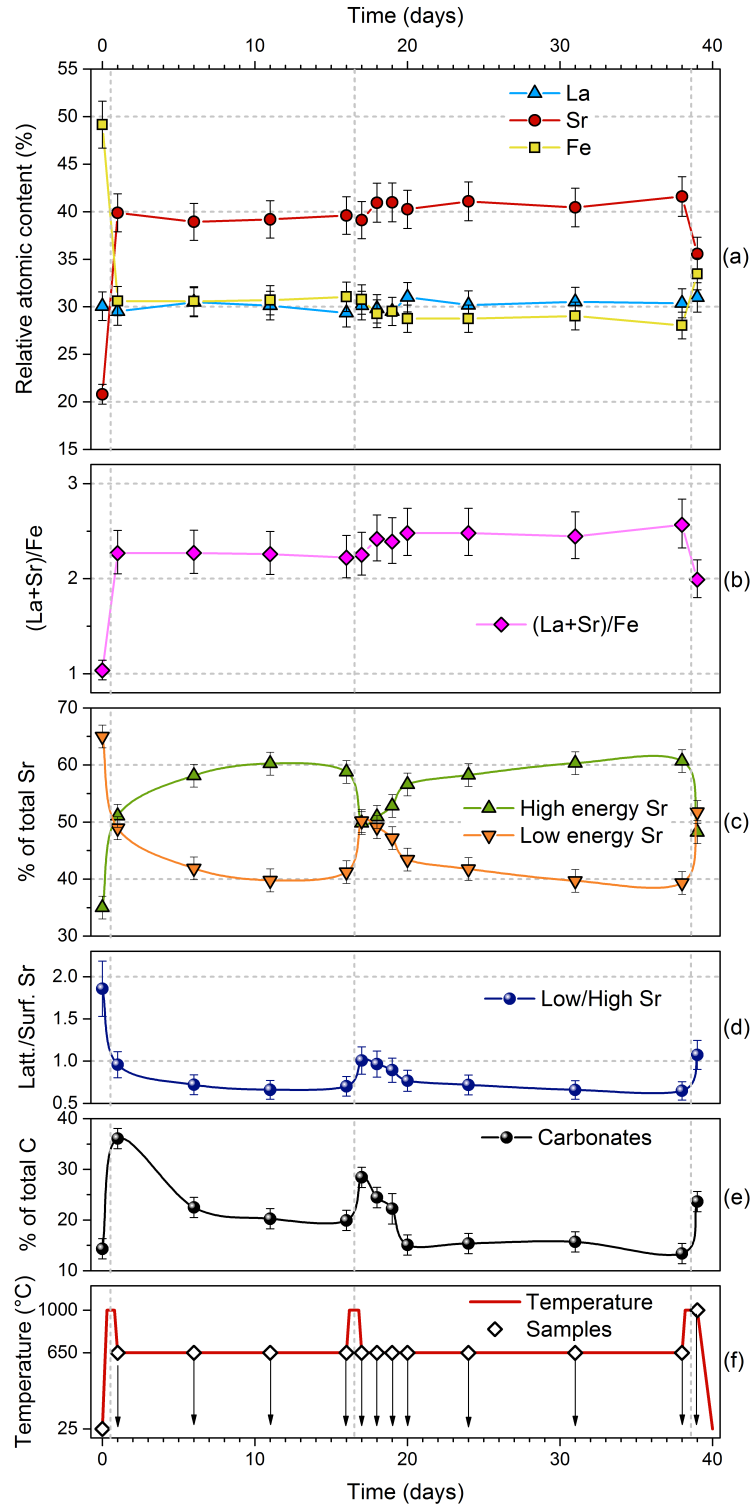 Time (days)
0 10 20 30 40
55
50
45
40
35
30
25
20
15
Relative atomic content (%)
La
Sr
Fe
(a)
3
2
1
(La+Sr)/Fe
(La+Sr)/Fe
(b)
70
60
50
40
30
% of total Sr
High energy Sr
Low energy Sr
(c)
2.0
1.5
1.0
0.5
Latt./Surf. Sr
Low/High Sr
(d)
40
30
20
10
% of total C
Carbonates
(e)
1000
650
25
Temperature (°C)
Temperature
Samples
(f)
0 10 20 30 40
Time (days)